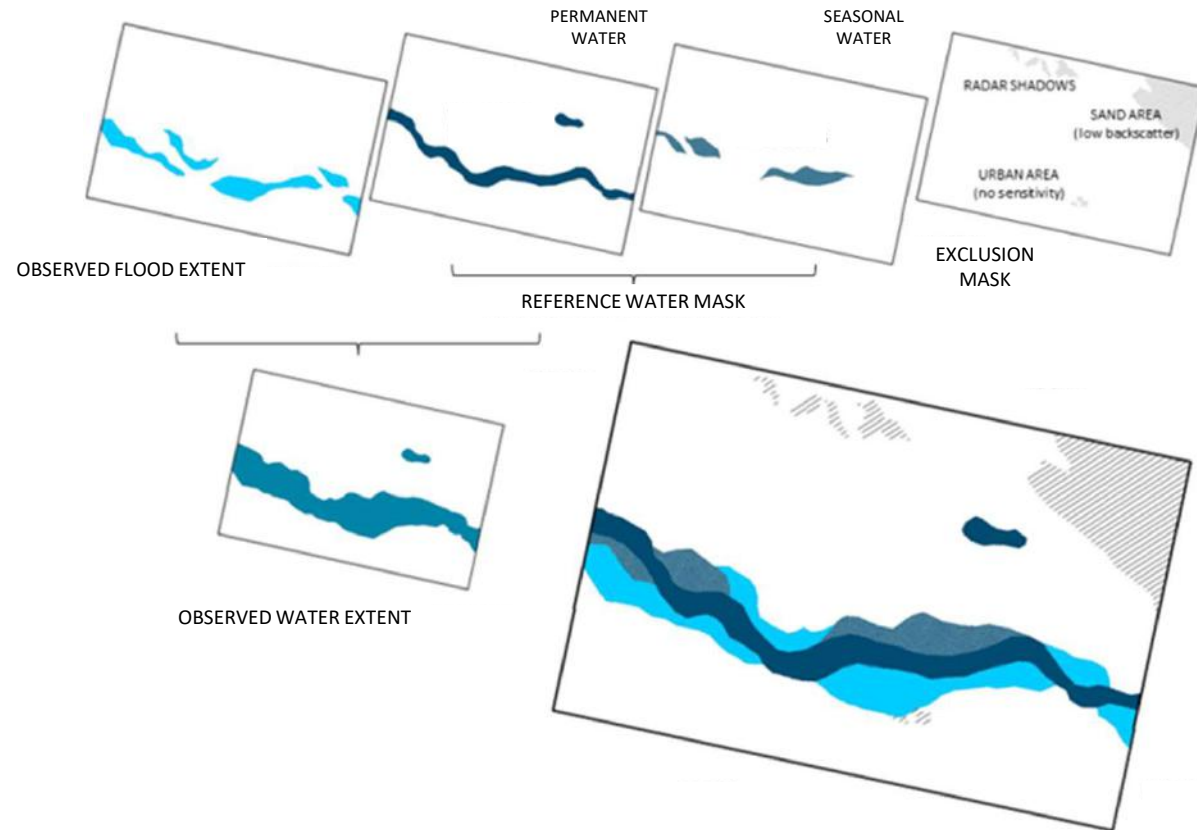 PERMANENT
WATER
SEASONAL
WATER
RADAR SHADOWS
SAND AREA
(low backscatter)
URBAN AREA
(no sensitivity)
OBSERVED FLOOD EXTENT
EXCLUSION
MASK
REFERENCE WATER MASK
OBSERVED WATER EXTENT